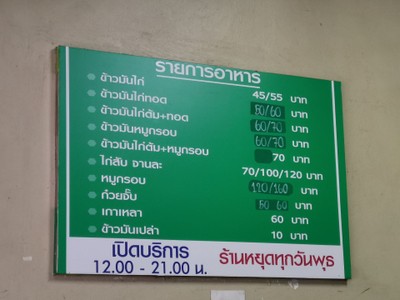 รายการอาหาร
ข้าวมันไก่ 45/55 บาท
ข้าวมันไก่ทอด 50/60 บาท
ข้าวมันไก่ต้ม+ทอด 60/70 บาท
ข้าวมันหมูกรอบ 60/70 บาท
ข้าวมันไก่ต้ม+หมูกรอบ 70 บาท
ไก่สับ จานละ 70/100/120 บาท
หมูกรอบ 120/160 บาท
ก๋วยจั๊บ 50 60 บาท
เกาเหลา 60 บาท
ข้าวมันเปล่า 10 บาท
เปิดบริการ
12.00 - 21.00 น.
ร้านหยุดทุกวันพุธ